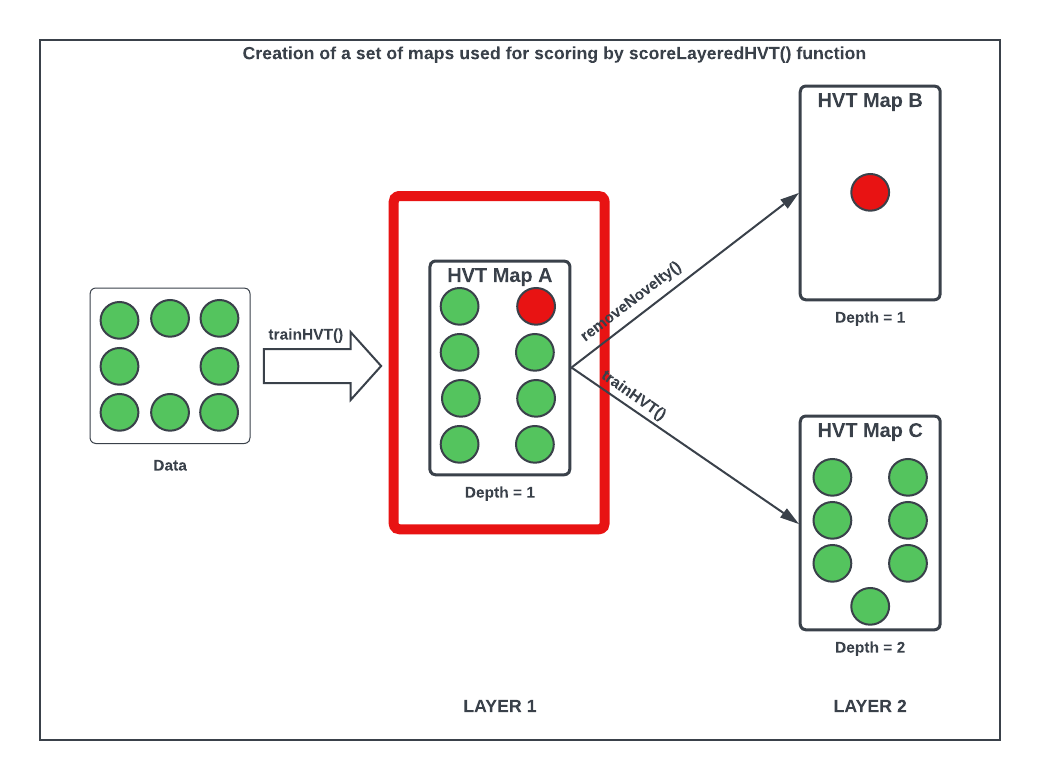 Creation of a set of maps used for scoring by scoreLayeredHVT() function
HVT Map B
Depth = 1
HVT Map A
Depth = 1
removeNovelty()
trainHVT()
trainHVT()
Data
HVT Map C
Depth = 2
LAYER 1
LAYER 2